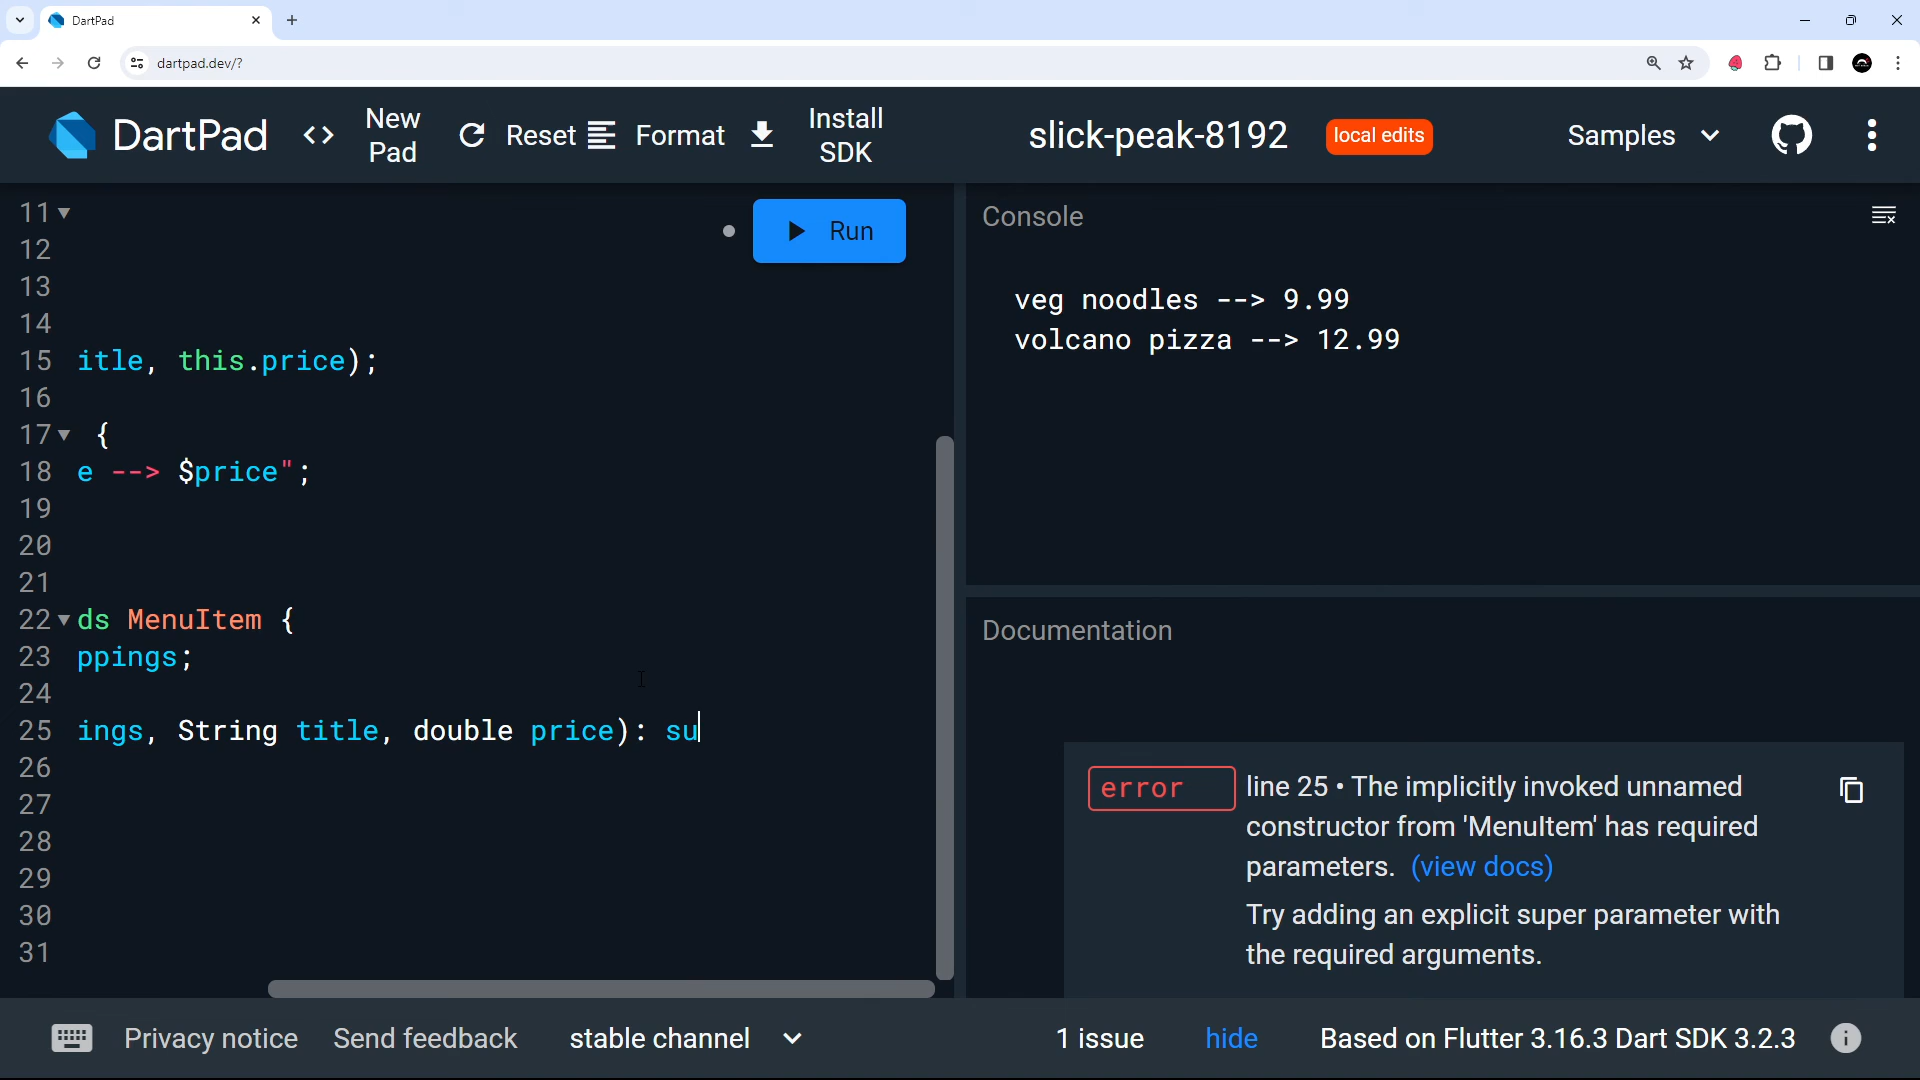 DartPad
dartpad.dev/?
DartPad
<>
New Pad
Reset
Format
Install SDK
slick-peak-8192
local edits
Samples
Run
11
12
13
14
15 itle, this.price);
16
17 {
18 e --> $price";
19
20
21
22 ds MenuItem {
23 ppings;
24
25 ings, String title, double price): su
26
27
28
29
30
31
Console
veg noodles --> 9.99
volcano pizza --> 12.99
Documentation
error
line 25 • The implicitly invoked unnamed
constructor from 'MenuItem' has required
parameters. (view docs)
Try adding an explicit super parameter with
the required arguments.
Privacy notice
Send feedback
stable channel
1 issue
hide
Based on Flutter 3.16.3 Dart SDK 3.2.3